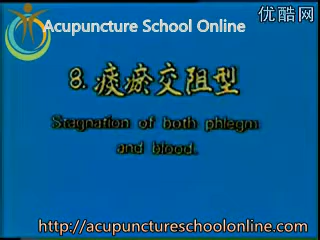 优酷网
Acupuncture School Online
8.痰瘀交阻型
Stagnation of both phlegm
and blood.
http://acupunctureschoolonline.com